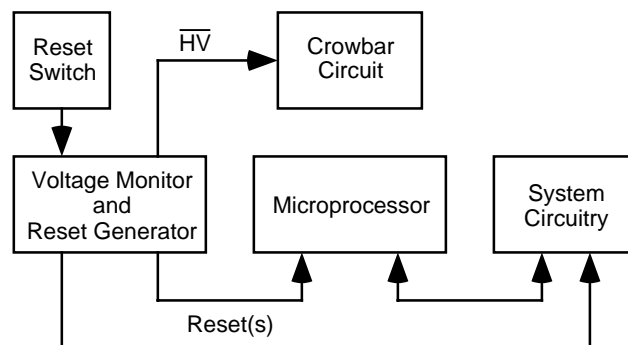 Reset
Switch
HV
Crowbar
Circuit
Voltage Monitor
and
Reset Generator
Microprocessor
System
Circuitry
Reset(s)